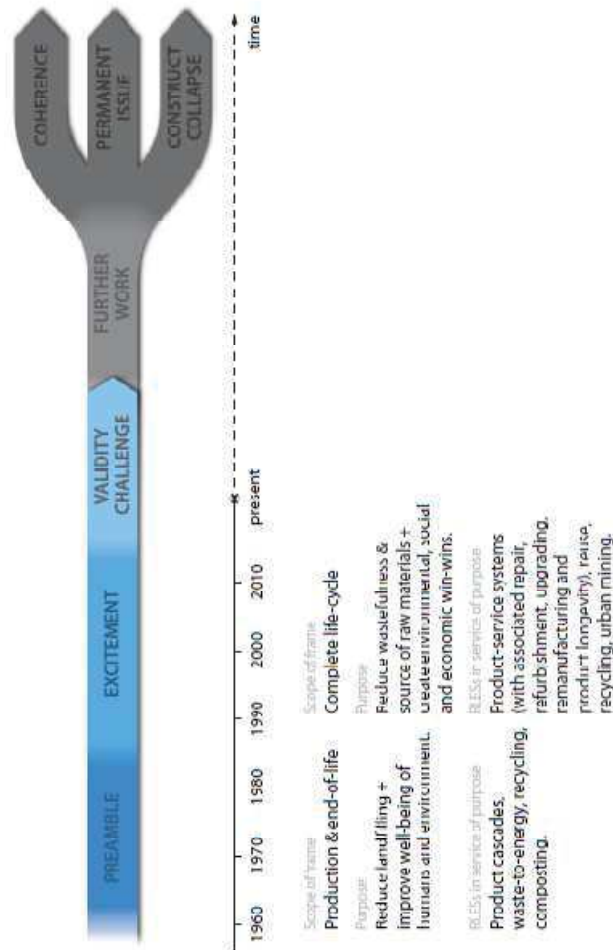 PREAMBLE
EXCITEMENT
VALIDITY
CHALLENGE
FURTHER
WORK
COHERENCE
PERMANENT
ISSUE
CONSTRUCT
COLLAPSE
1960
1970
1980
1990
2000
2010
present
time
Scope of frame
Production & end-of-life
Purpose
Reduce landfilling +
improve well-being of
humans and environment.
RLESs in service of purpose
Product cascades,
waste-to-energy, recycling,
composting.
Scope of frame
Complete life-cycle
Purpose
Reduce wastefulness &
source of raw materials +
create environmental, social
and economic win-wins.
RLESs in service of purpose
Product-service systems
(with associated repair,
refurbishment, upgrading,
remanufacturing and
product longevity), reuse,
recycling, urban mining.